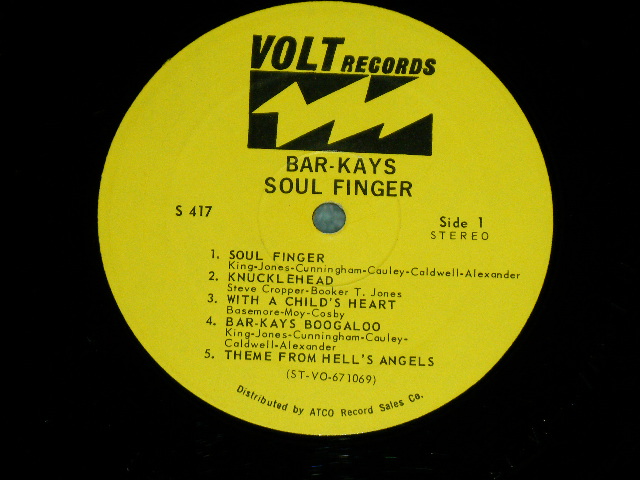 VOLT RECORDS
BAR-KAYS
SOUL FINGER
S 417
Side 1
STEREO
1. SOUL FINGER
King-Jones-Cunningham-Cauley-Caldwell-Alexander
2. KNUCKLEHEAD
Steve Cropper-Booker T. Jones
3. WITH A CHILD'S HEART
Basemore-Moy-Cosby
4. BAR-KAYS BOOGALOO
King-Jones-Cunningham-Cauley-
Caldwell-Alexander
5. THEME FROM HELL'S ANGELS
(ST-VO-671069)
Distributed by ATCO Record Sales Co.